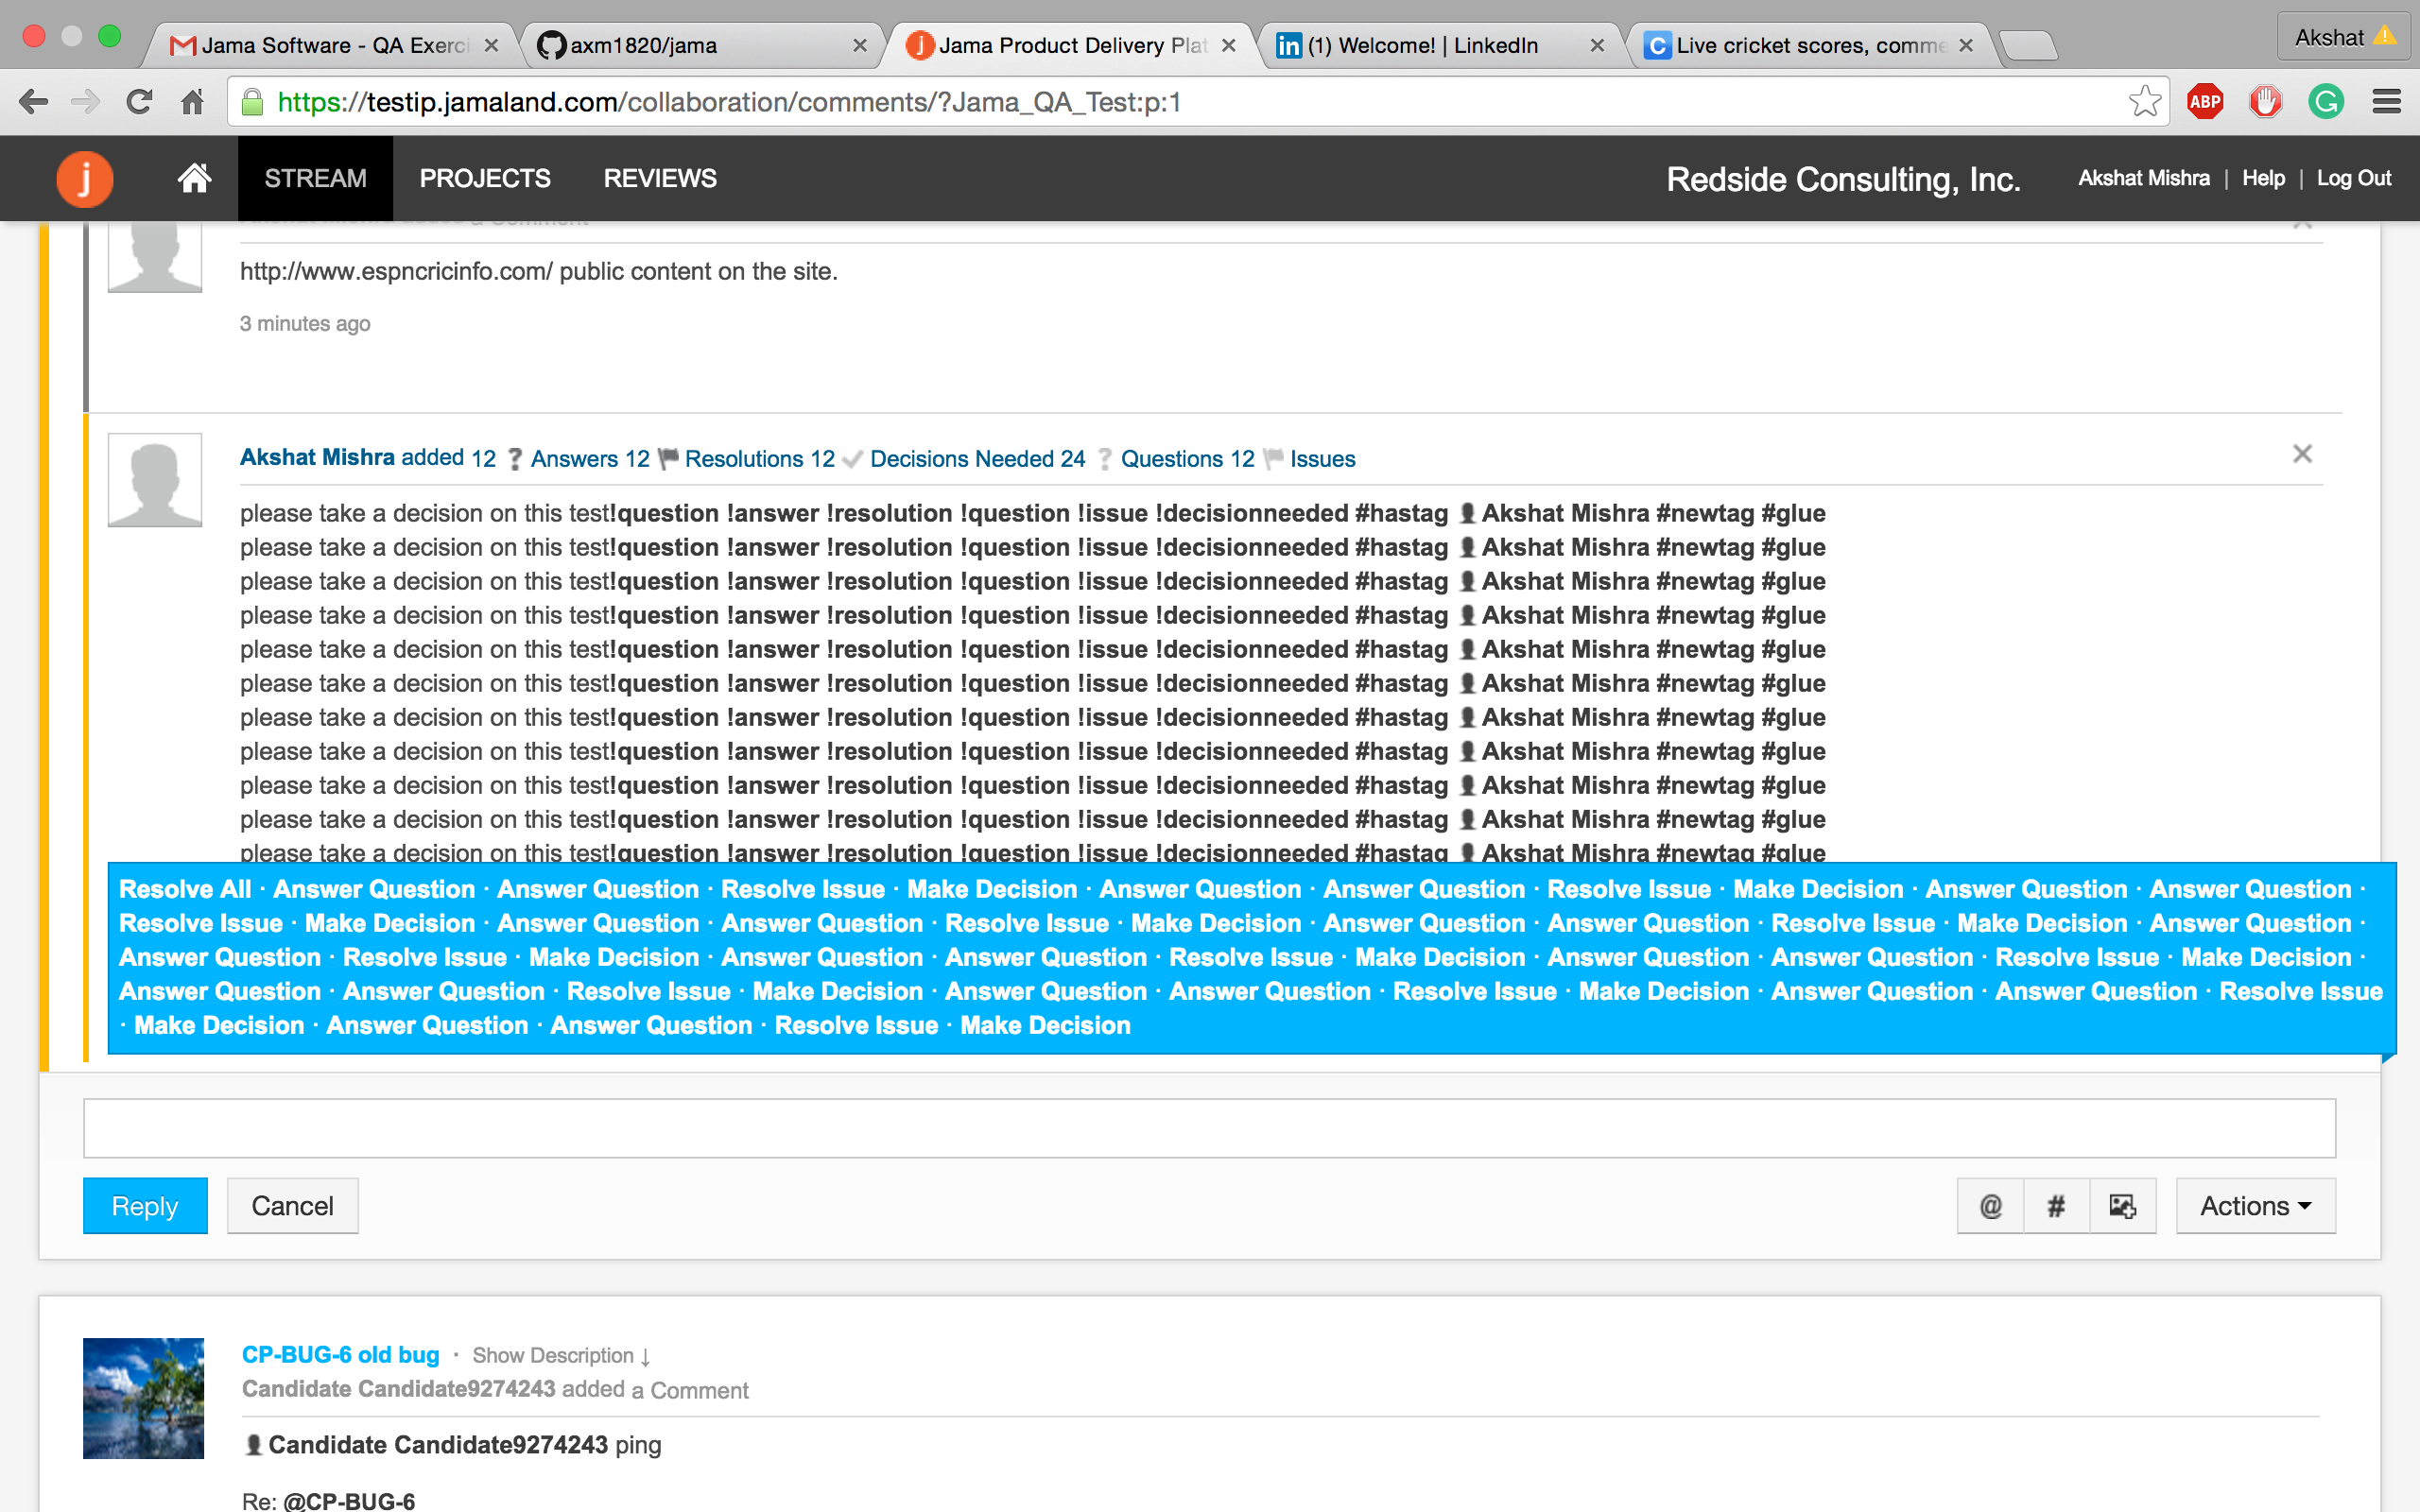 Jama Software - QA Exerci
axm1820/jama
Jama Product Delivery Plat
(1) Welcome! | LinkedIn
Live cricket scores, comme
Akshat
https://testip.jamaland.com/collaboration/comments/?Jama_QA_Test:p:1
ABP
STREAM PROJECTS REVIEWS Redside Consulting, Inc. Akshat Mishra | Help | Log Out
http://www.espncricinfo.com/ public content on the site.
3 minutes ago
Akshat Mishra added 12 ? Answers 12 Resolutions 12 Decisions Needed 24 ? Questions 12 Issues
please take a decision on this test!question !answer !resolution !question !issue !decisionneeded #hastag Akshat Mishra #newtag #glue
please take a decision on this test!question !answer !resolution !question !issue !decisionneeded #hastag Akshat Mishra #newtag #glue
please take a decision on this test!question !answer !resolution !question !issue !decisionneeded #hastag Akshat Mishra #newtag #glue
please take a decision on this test!question !answer !resolution !question !issue !decisionneeded #hastag Akshat Mishra #newtag #glue
please take a decision on this test!question !answer !resolution !question !issue !decisionneeded #hastag Akshat Mishra #newtag #glue
please take a decision on this test!question !answer !resolution !question !issue !decisionneeded #hastag Akshat Mishra #newtag #glue
please take a decision on this test!question !answer !resolution !question !issue !decisionneeded #hastag Akshat Mishra #newtag #glue
please take a decision on this test!question !answer !resolution !question !issue !decisionneeded #hastag Akshat Mishra #newtag #glue
please take a decision on this test!question !answer !resolution !question !issue !decisionneeded #hastag Akshat Mishra #newtag #glue
please take a decision on this test!question !answer !resolution !question !issue !decisionneeded #hastag Akshat Mishra #newtag #glue
please take a decision on this test!question !answer !resolution !question !issue !decisionneeded #hastag Akshat Mishra #newtag #glue
Resolve All · Answer Question · Answer Question · Resolve Issue · Make Decision · Answer Question · Answer Question · Resolve Issue · Make Decision · Answer Question · Answer Question ·
Resolve Issue · Make Decision · Answer Question · Answer Question · Resolve Issue · Make Decision · Answer Question · Answer Question · Resolve Issue · Make Decision · Answer Question ·
Answer Question · Resolve Issue · Make Decision · Answer Question · Answer Question · Resolve Issue · Make Decision · Answer Question · Answer Question · Resolve Issue · Make Decision ·
Answer Question · Answer Question · Resolve Issue · Make Decision · Answer Question · Answer Question · Resolve Issue · Make Decision · Answer Question · Answer Question · Resolve Issue
· Make Decision · Answer Question · Answer Question · Resolve Issue · Make Decision
Reply Cancel @ # Actions
CP-BUG-6 old bug · Show Description ↓
Candidate Candidate9274243 added a Comment
Candidate Candidate9274243 ping
Re: @CP-BUG-6